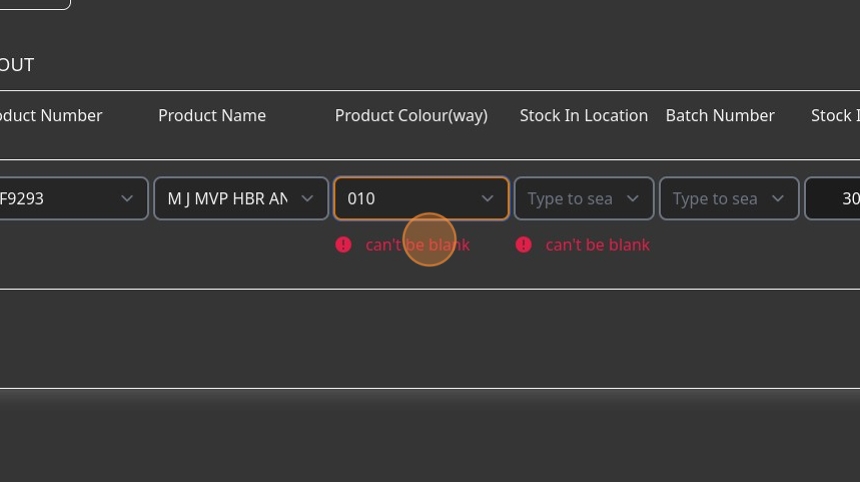 OUT
oduct Number Product Name Product Colour(way) Stock In Location Batch Number Stock I
F9293 M J MVP HBR AN 010 Type to sea Type to sea 30
can't be blank can't be blank